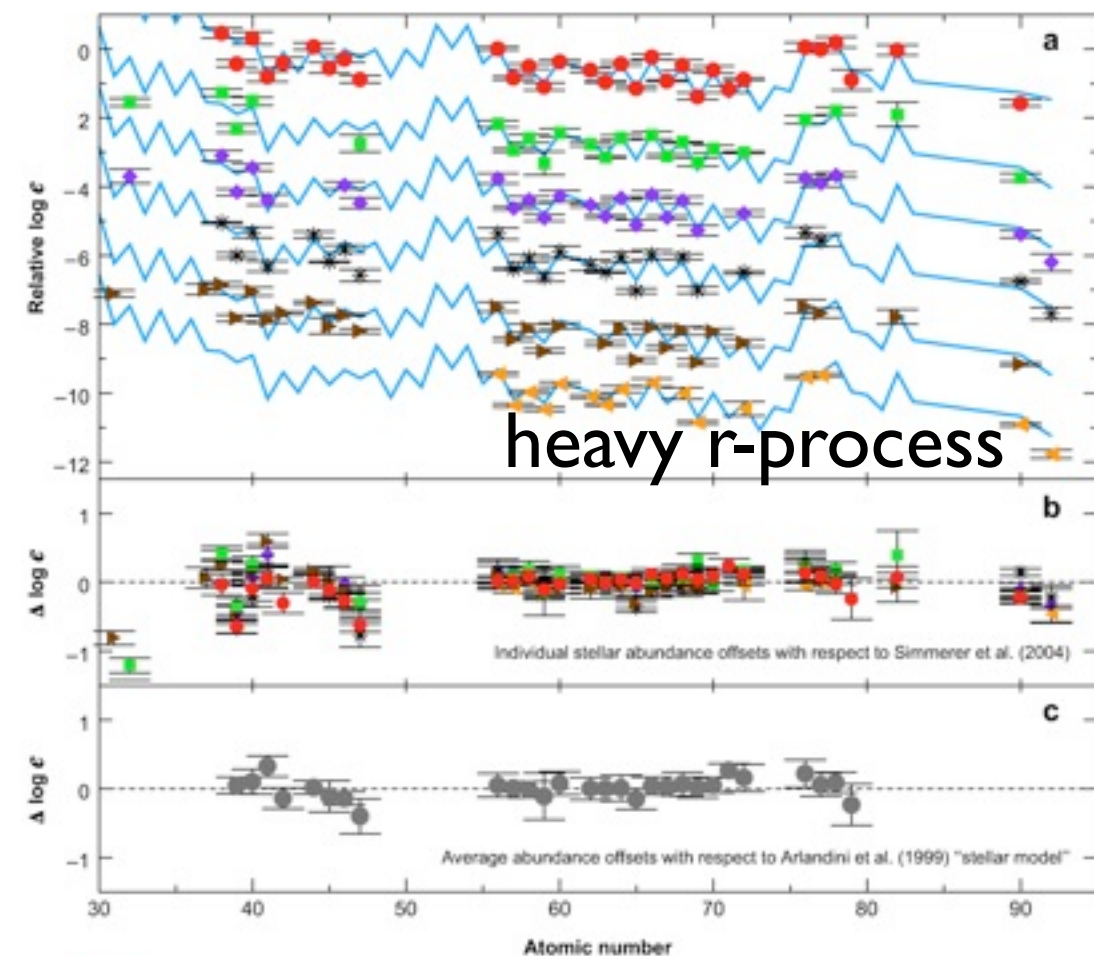 a
0
2
−4
−6
−8
−10
−12
Relative log ϵ
heavy r-process
b
1
0
−1
Δ log ϵ
Individual stellar abundance offsets with respect to Simmerer et al. (2004)
c
1
0
−1
Δ log ϵ
Average abundance offsets with respect to Arlandini et al. (1999) "stellar model"
30 40 50 60 70 80 90
Atomic number